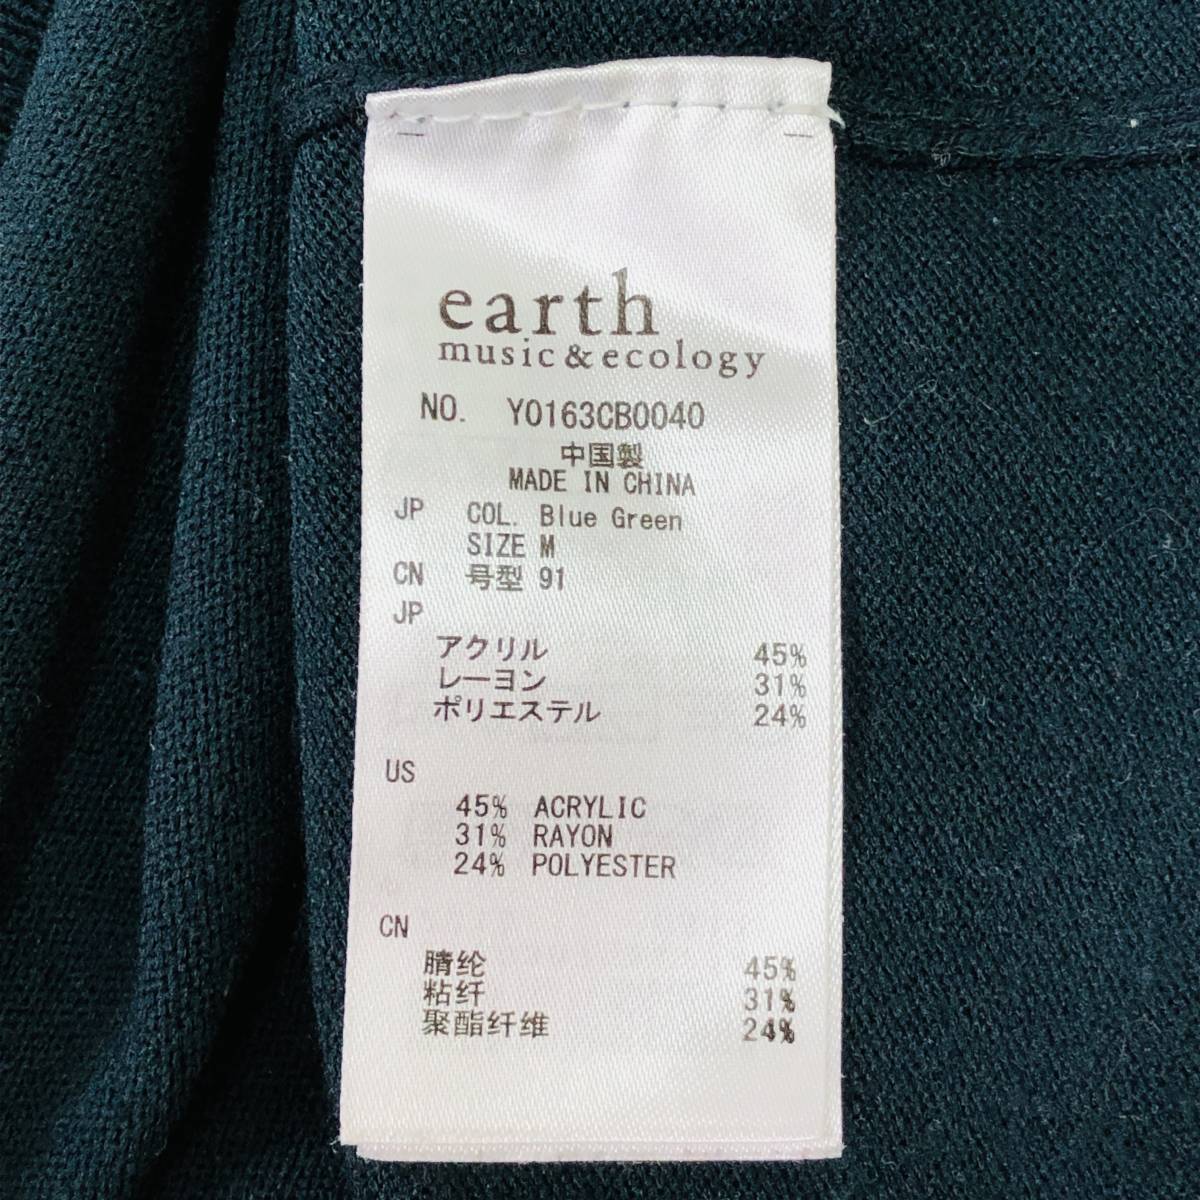 earth
music & ecology
NO. Y0163CB0040
中国製
MADE IN CHINA
JP COL. Blue Green
SIZE M
CN 号型 91
JP
アクリル 45%
レーヨン 31%
ポリエステル 24%
US
45% ACRYLIC
31% RAYON
24% POLYESTER
CN
腈纶 45%
粘纤 31%
聚酯纤维 24%